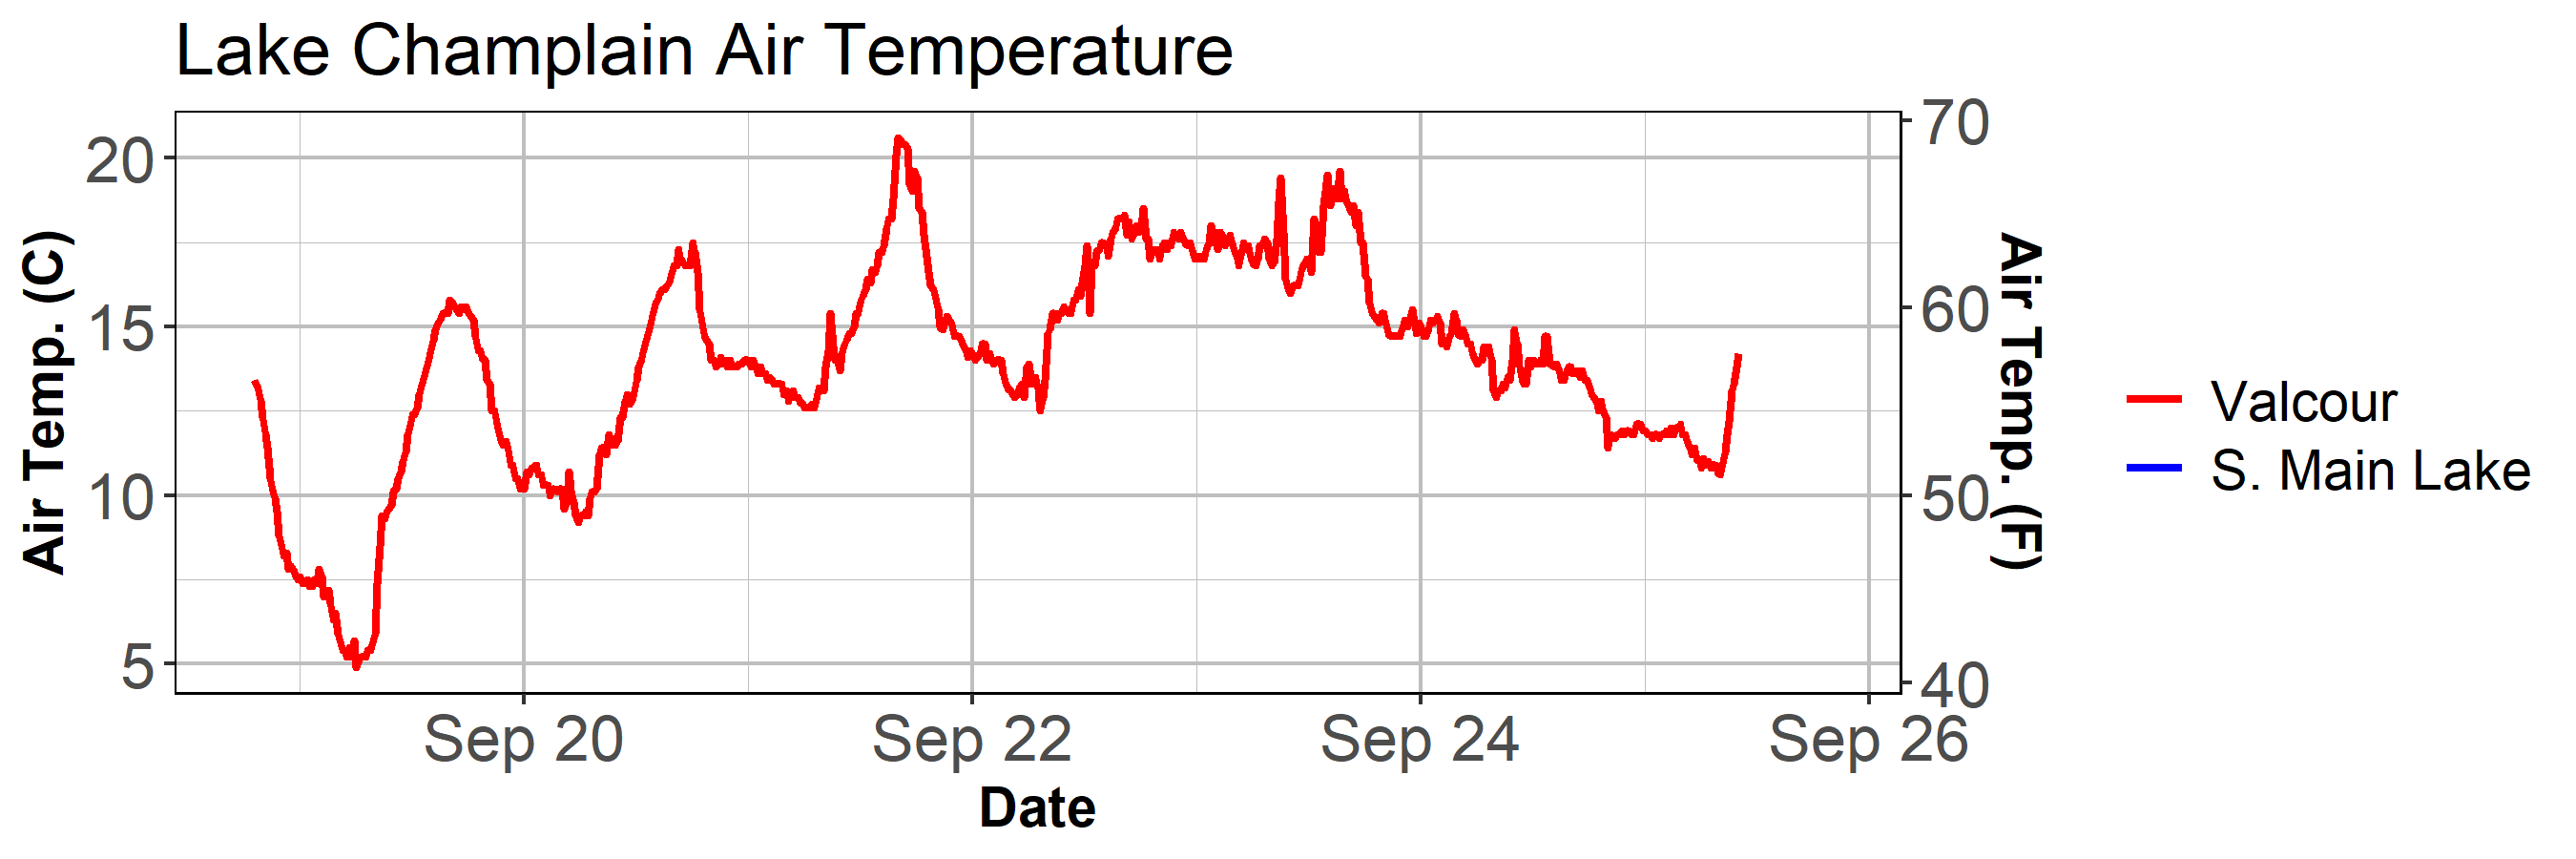 Lake Champlain Air Temperature
Air Temp. (C)
20
15
10
5
70
60
50
40
Air Temp. (F)
Sep 20 Sep 22 Sep 24 Sep 26
Date
Valcour
S. Main Lake